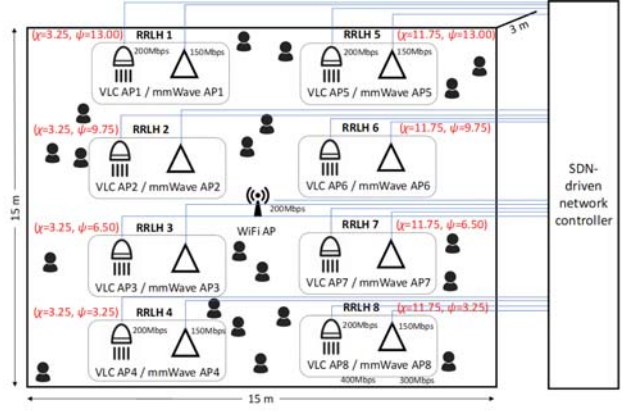 (χ=3.25, ψ=13.00)
RRLH 1
200Mbps
150Mbps
VLC AP1 / mmWave AP1
RRLH 5
(χ=11.75, ψ=13.00)
200Mbps
150Mbps
VLC AP5 / mmWave AP5
3 m
(χ=3.25, ψ=9.75)
RRLH 2
VLC AP2 / mmWave AP2
RRLH 6
(χ=11.75, ψ=9.75)
VLC AP6 / mmWave AP6
SDN-
driven
network
controller
15 m
200Mbps
WiFi AP
(χ=3.25, ψ=6.50)
RRLH 3
VLC AP3 / mmWave AP3
RRLH 7
(χ=11.75, ψ=6.50)
VLC AP7 / mmWave AP7
(χ=3.25, ψ=3.25)
RRLH 4
200Mbps
150Mbps
VLC AP4 / mmWave AP4
RRLH 8
(χ=11.75, ψ=3.25)
200Mbps
150Mbps
VLC AP8 / mmWave AP8
400Mbps
300Mbps
15 m